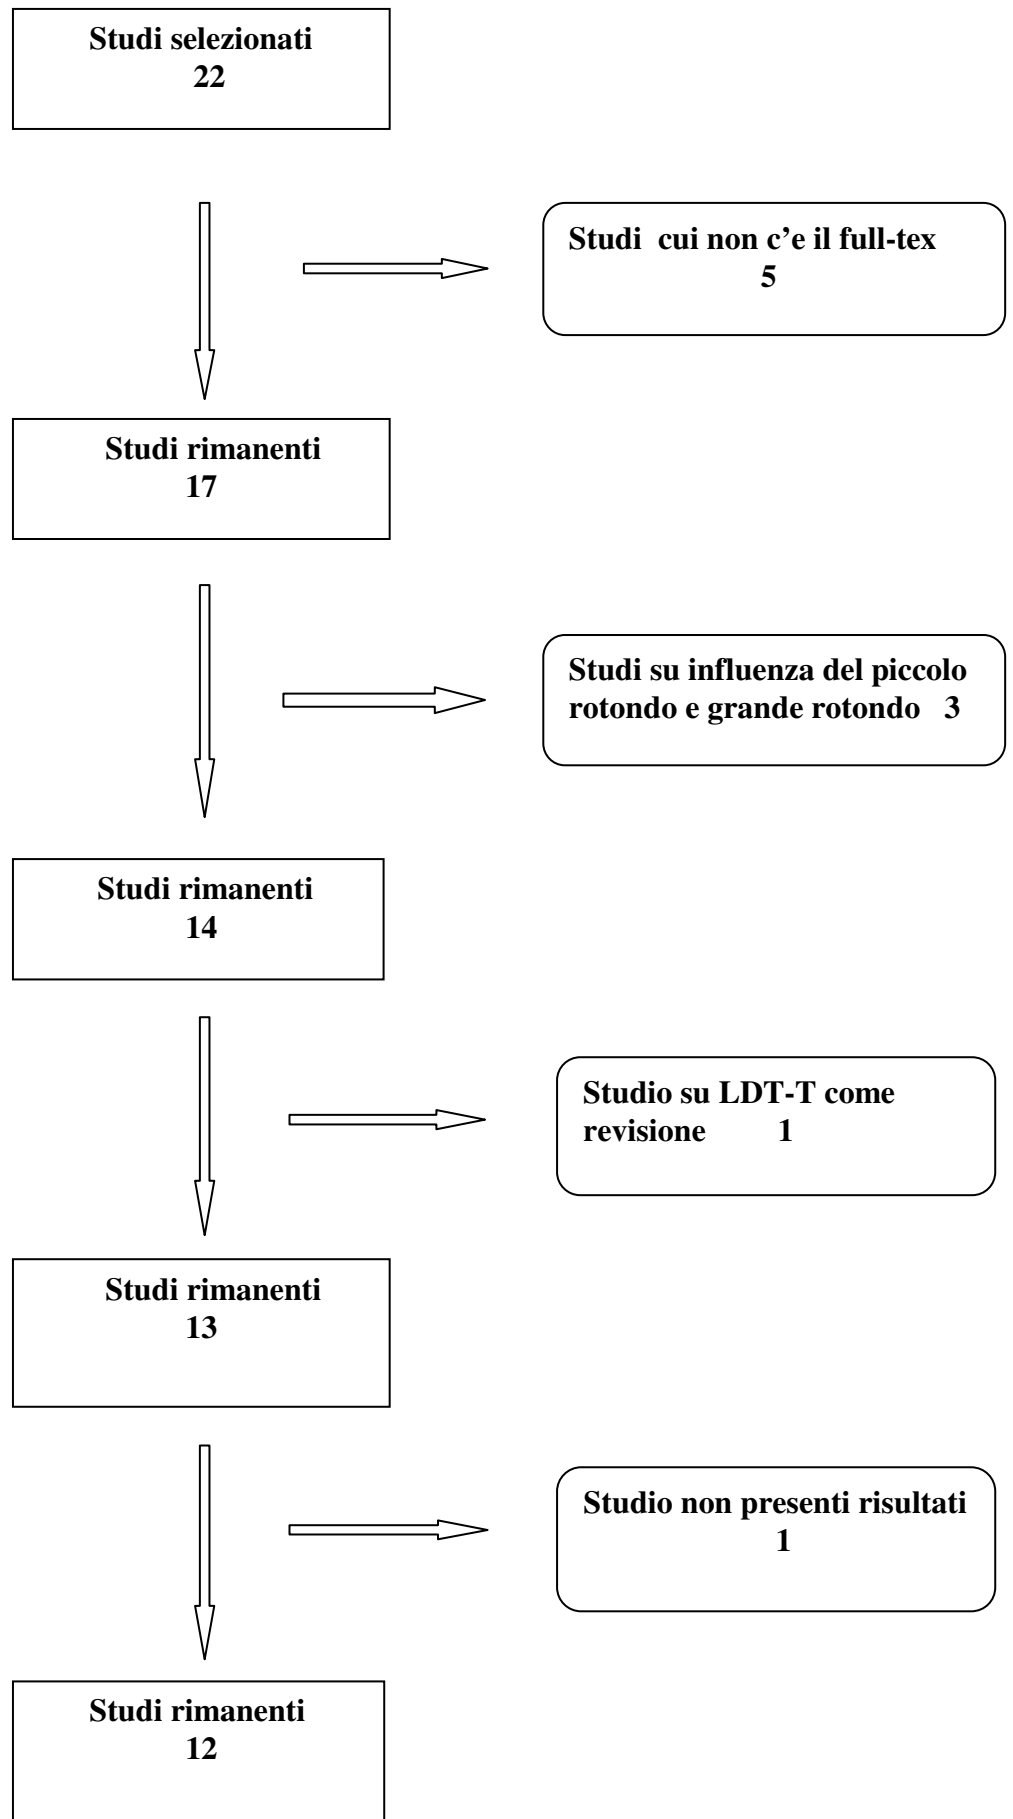 Studi selezionati
22
Studi cui non c’e il full-tex
5
Studi rimanenti
17
Studi su influenza del piccolo
rotondo e grande rotondo 3
Studi rimanenti
14
Studio su LDT-T come
revisione 1
Studi rimanenti
13
Studio non presenti risultati
1
Studi rimanenti
12